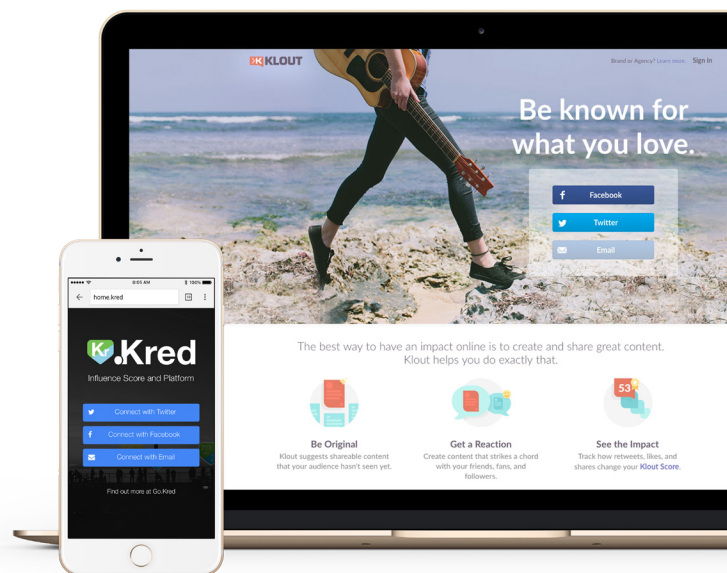 KLOUT
Brand or Agency? Learn more Sign in
Be known for
what you love.
Facebook
Twitter
Email
The best way to have an impact online is to create and share great content.
Klout helps you do exactly that.
53
Be Original
Klout suggests shareable content
that your audience hasn't seen yet.
Get a Reaction
Create content that strikes a chord
with your friends, fans, and
followers.
See the Impact
Track how retweets, likes, and
shares change your Klout Score.
9:05 AM
100%
home.kred
Kr.Kred
Influence Score and Platform
Connect with Twitter
Connect with Facebook
Connect with Email
Find out more at Go.Kred